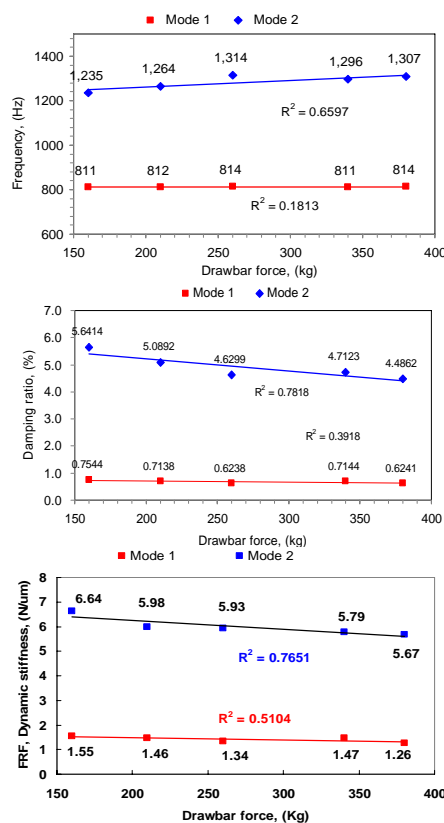 Mode 1 Mode 2
1400
1200
1000
800
600
Frequency, (Hz)
1,235 1,264 1,314 1,296 1,307
R² = 0.6597
811 812 814 811 814
R² = 0.1813
150 200 250 300 350 400
Drawbar force, (kg)
Mode 1 Mode 2
7.0
6.0
5.0
4.0
3.0
2.0
1.0
0.0
Damping ratio, (%)
5.6414 5.0892 4.6299 4.7123 4.4862
R² = 0.7818
R² = 0.3918
0.7544 0.7138 0.6238 0.7144 0.6241
150 200 250 300 350 400
Drawbar force, (kg)
Mode 1 Mode 2
8
7
6
5
4
3
2
1
0
FRF, Dynamic stiffness, (N/um)
6.64 5.98 5.93 5.79 5.67
R² = 0.7651
R² = 0.5104
1.55 1.46 1.34 1.47 1.26
150 200 250 300 350 400
Drawbar force, (Kg)